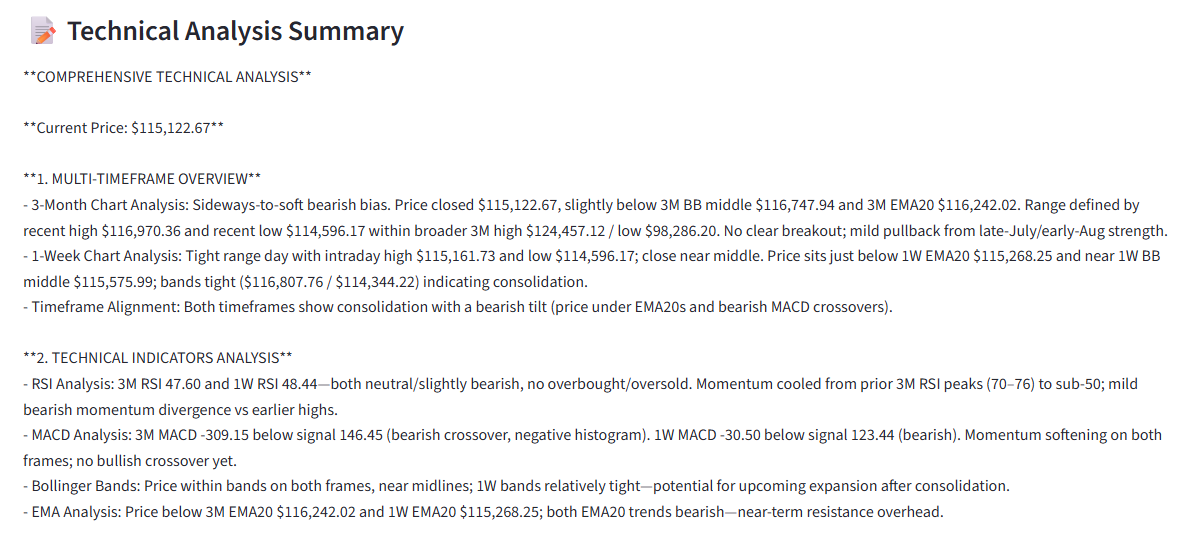 Technical Analysis Summary
**COMPREHENSIVE TECHNICAL ANALYSIS**
**Current Price: $115,122.67**
**1. MULTI-TIMEFRAME OVERVIEW**
- 3-Month Chart Analysis: Sideways-to-soft bearish bias. Price closed $115,122.67, slightly below 3M BB middle $116,747.94 and 3M EMA20 $116,242.02. Range defined by
recent high $116,970.36 and recent low $114,596.17 within broader 3M high $124,457.12 / low $98,286.20. No clear breakout; mild pullback from late-July/early-Aug strength.
- 1-Week Chart Analysis: Tight range day with intraday high $115,161.73 and low $114,596.17; close near middle. Price sits just below 1W EMA20 $115,268.25 and near 1W BB
middle $115,575.99; bands tight ($116,807.76 / $114,344.22) indicating consolidation.
- Timeframe Alignment: Both timeframes show consolidation with a bearish tilt (price under EMA20s and bearish MACD crossovers).
**2. TECHNICAL INDICATORS ANALYSIS**
- RSI Analysis: 3M RSI 47.60 and 1W RSI 48.44—both neutral/slightly bearish, no overbought/oversold. Momentum cooled from prior 3M RSI peaks (70–76) to sub-50; mild
bearish momentum divergence vs earlier highs.
- MACD Analysis: 3M MACD -309.15 below signal 146.45 (bearish crossover, negative histogram). 1W MACD -30.50 below signal 123.44 (bearish). Momentum softening on both
frames; no bullish crossover yet.
- Bollinger Bands: Price within bands on both frames, near midlines; 1W bands relatively tight—potential for upcoming expansion after consolidation.
- EMA Analysis: Price below 3M EMA20 $116,242.02 and 1W EMA20 $115,268.25; both EMA20 trends bearish—near-term resistance overhead.